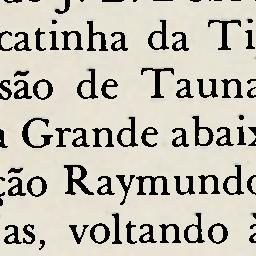 catinha da Ti
são de Tauna
a Grande abaix
ção Raymundo
as, voltando à